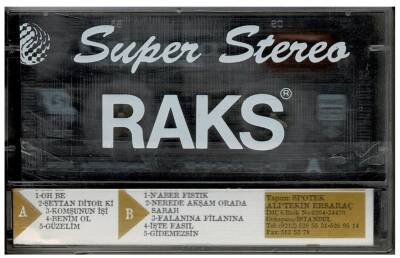 Super Stereo
RAKS®
A
1-OH BE
2-ŞEYTAN DİYOR Kİ
3-KOMŞUNUN İŞİ
4-BENİM OL
5-GÜZELİM
B
1-N'ABER FISTIK
2-NEREDE AKŞAM ORADA
SABAH
3-FALANINA FİLANINA
4-İŞTE FASIL
5-GİDEMEZSİN
Yapım: SPOTEK
ALİ TEKİN ERSARAÇ
İSTANBUL